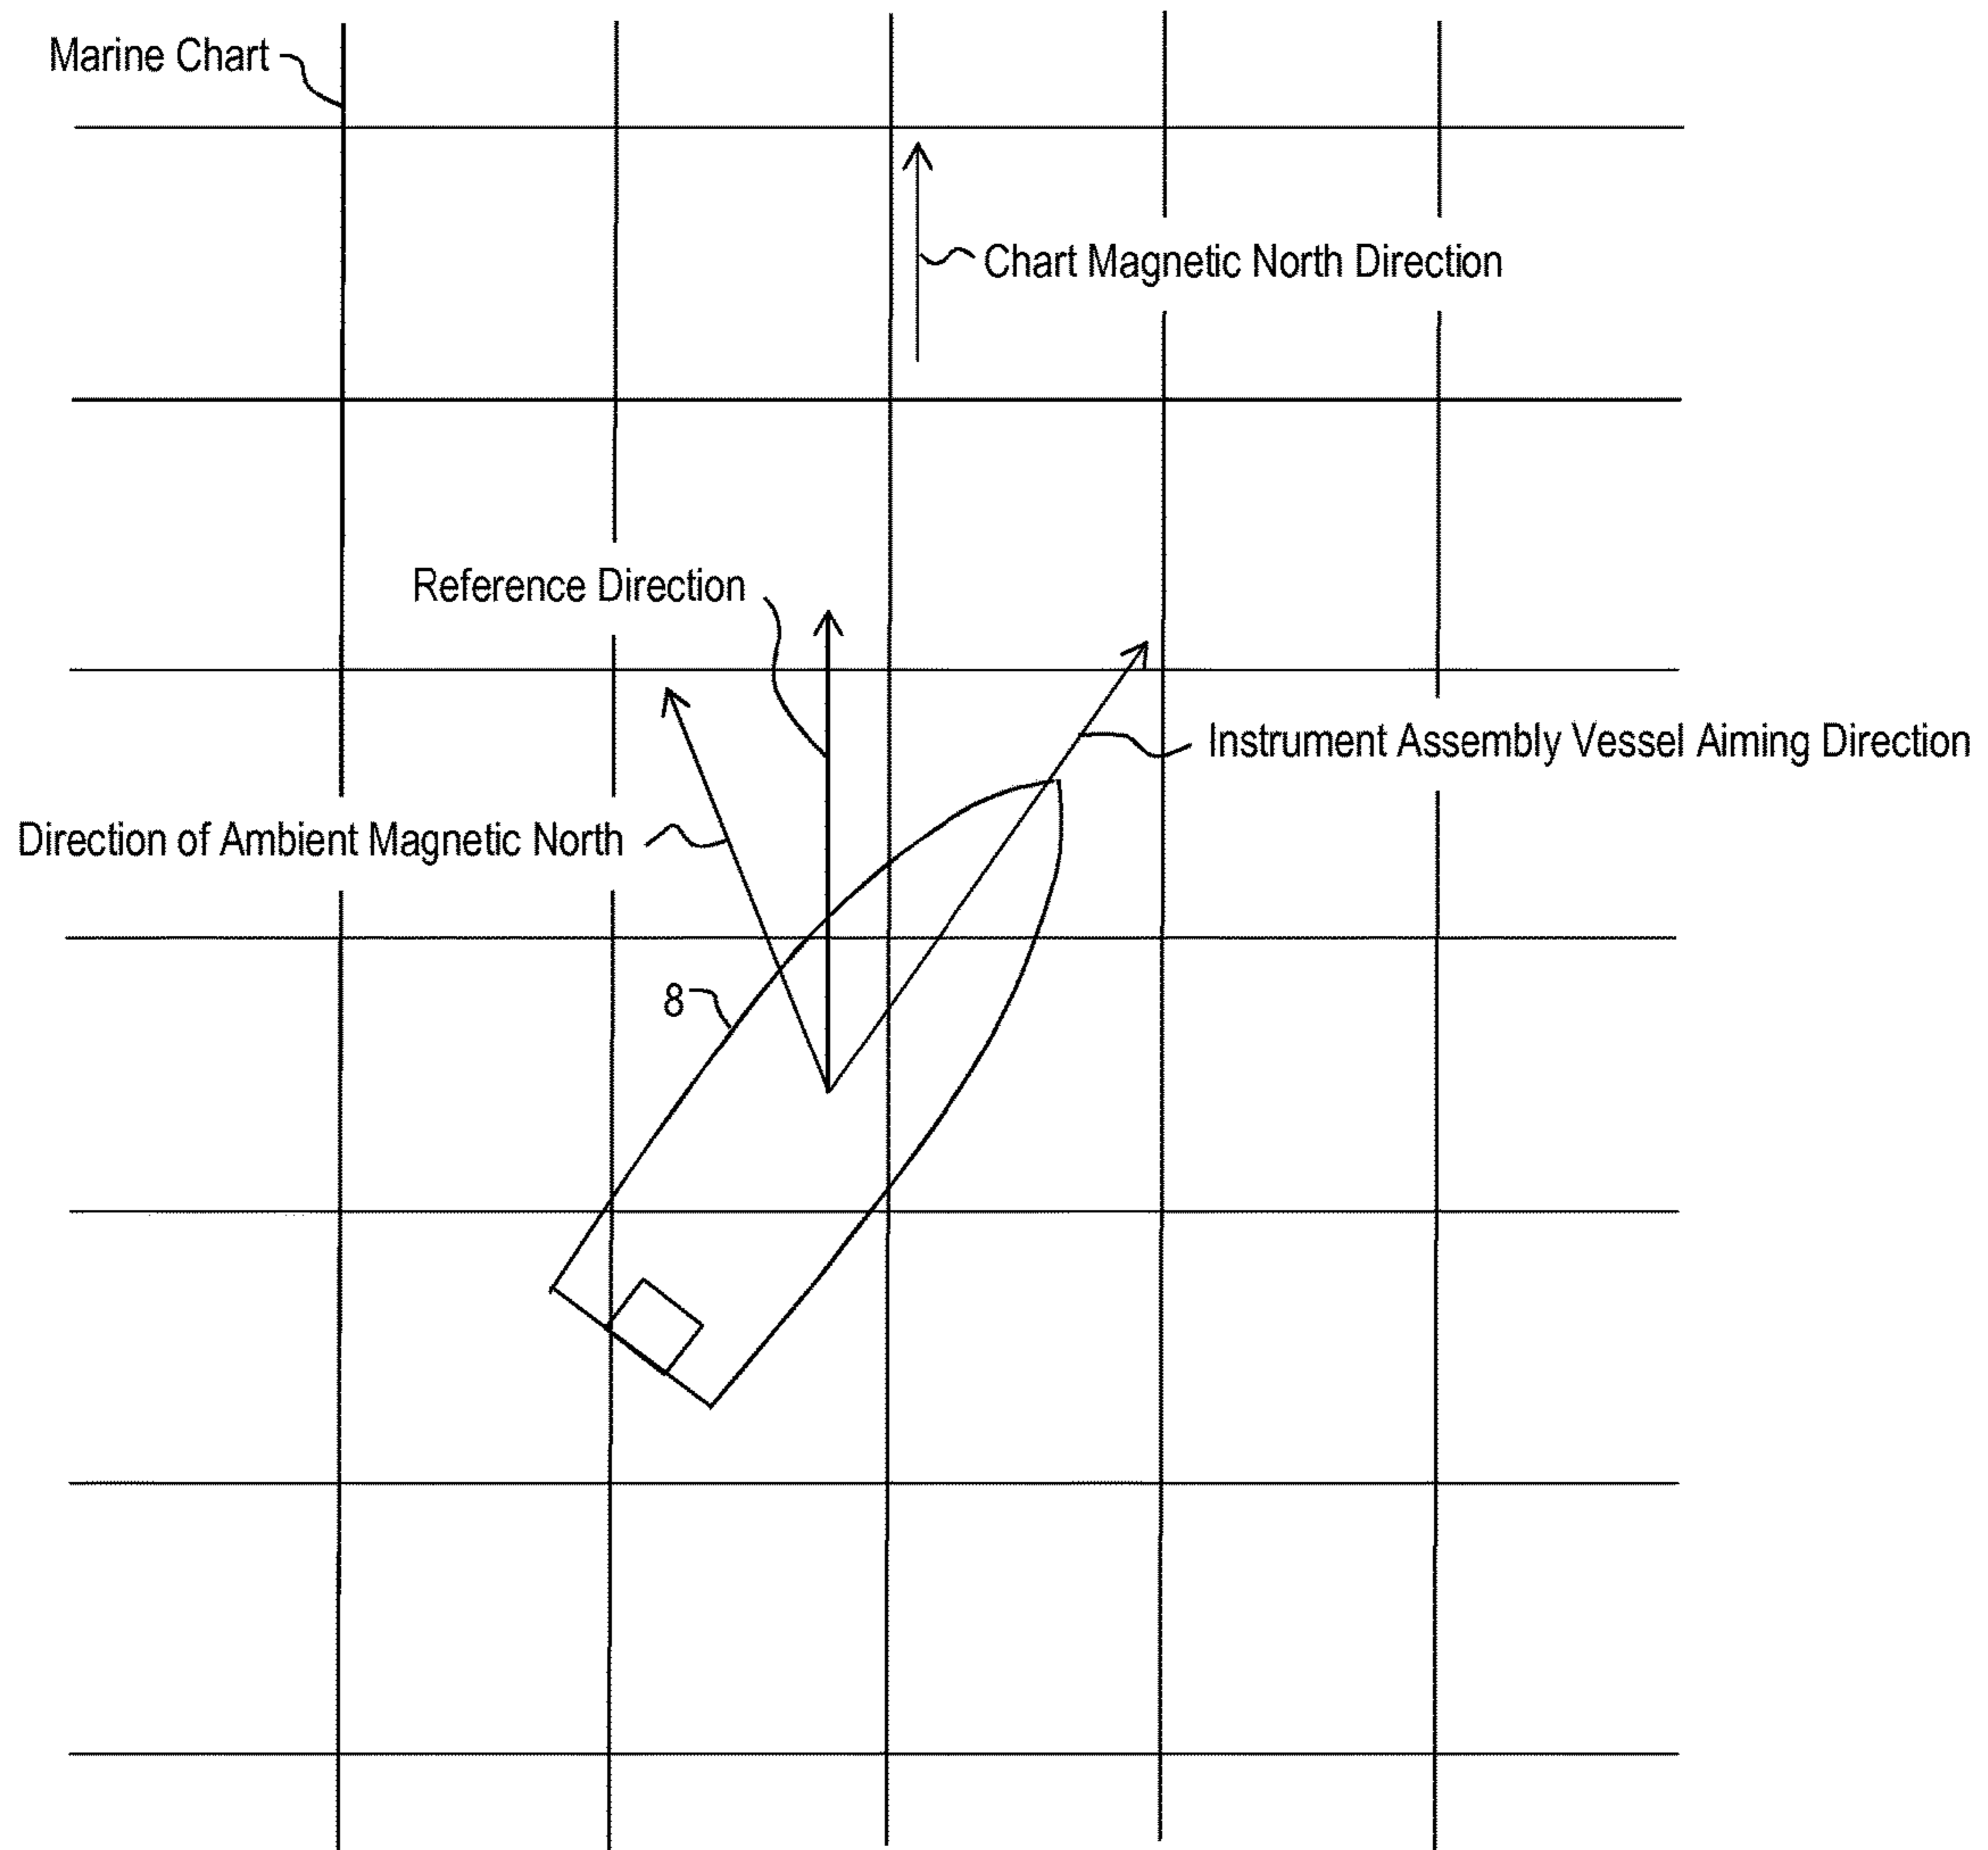 Marine Chart
Chart Magnetic North Direction
Reference Direction
Instrument Assembly Vessel Aiming Direction
Direction of Ambient Magnetic North
8